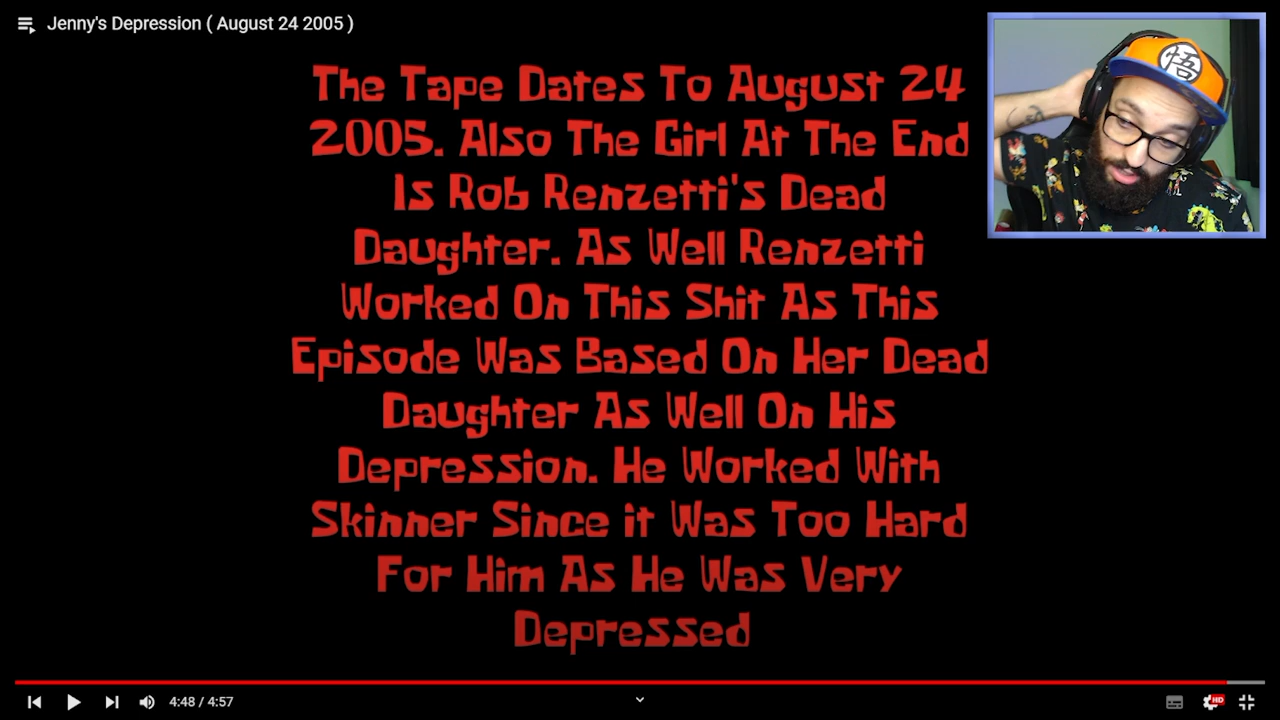 Jenny's Depression ( August 24 2005 )
The Tape Dates To August 24
2005. Also The Girl At The End
Is Rob Renzetti's Dead
Daughter. As Well Renzetti
Worked On This Shit As This
Episode Was Based On Her Dead
Daughter As Well On His
Depression. He Worked With
Skinner Since it Was Too Hard
For Him As He Was Very
Depressed
悟
4:48 / 4:57
HD